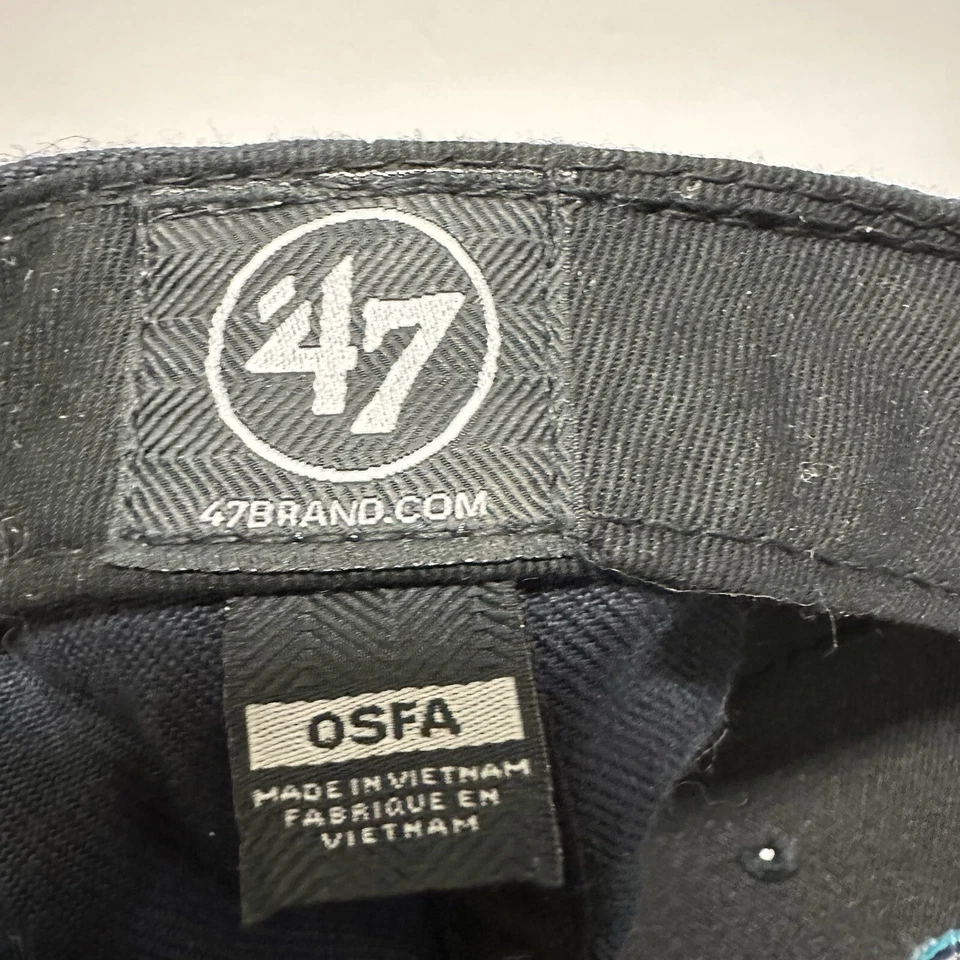 '47
47BRAND.COM
OSFA
MADE IN VIETNAM
FABRIQUE EN
VIETNAM